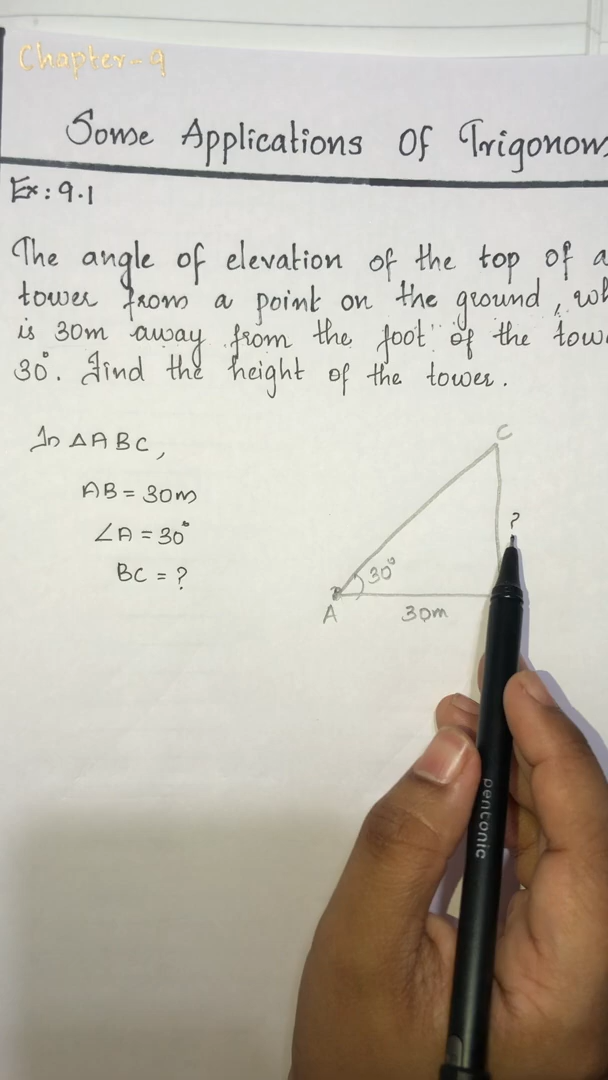 Chapter-9
Some Applications Of Trigonom
Ex: 9.1
The angle of elevation of the top of a
tower from a point on the ground, wh
is 30m away from the foot of the tow
30°. Find the height of the tower.
In ΔABC,
AB = 30m
∠A = 30°
BC = ?
C
?
30°
A
30m
pentonic